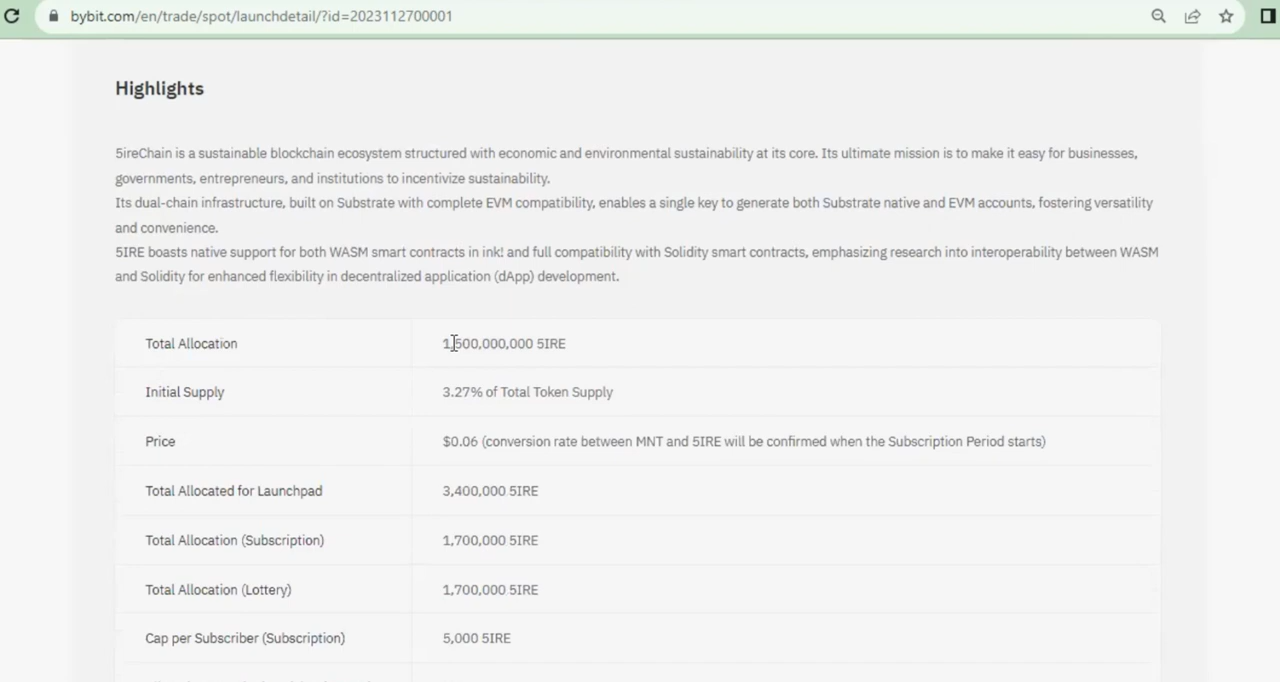 bybit.com/en/trade/spot/launchdetail/?id=2023112700001
Highlights
5ireChain is a sustainable blockchain ecosystem structured with economic and environmental sustainability at its core. Its ultimate mission is to make it easy for businesses,
governments, entrepreneurs, and institutions to incentivize sustainability.
Its dual-chain infrastructure, built on Substrate with complete EVM compatibility, enables a single key to generate both Substrate native and EVM accounts, fostering versatility
and convenience.
5IRE boasts native support for both WASM smart contracts in ink! and full compatibility with Solidity smart contracts, emphasizing research into interoperability between WASM
and Solidity for enhanced flexibility in decentralized application (dApp) development.
Total Allocation 1,500,000,000 5IRE
Initial Supply 3.27% of Total Token Supply
Price $0.06 (conversion rate between MNT and 5IRE will be confirmed when the Subscription Period starts)
Total Allocated for Launchpad 3,400,000 5IRE
Total Allocation (Subscription) 1,700,000 5IRE
Total Allocation (Lottery) 1,700,000 5IRE
Cap per Subscriber (Subscription) 5,000 5IRE